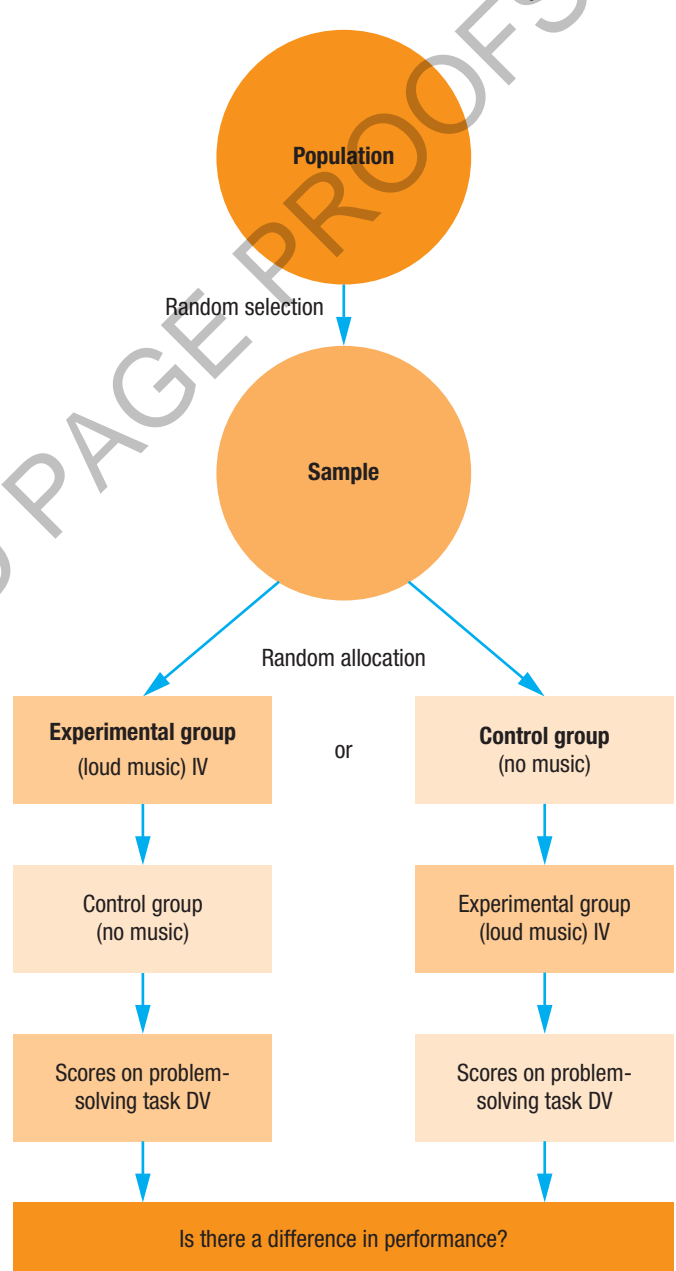 Population
Random selection
Sample
Random allocation
Experimental group
(loud music) IV
or
Control group
(no music)
Control group
(no music)
Experimental group
(loud music) IV
Scores on problem-
solving task DV
Scores on problem-
solving task DV
Is there a difference in performance?
PAGE PROOFS